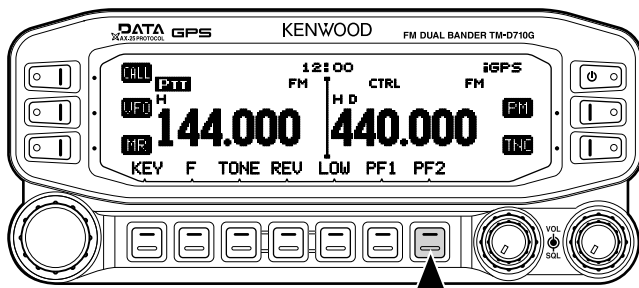 DATA GPS KENWOOD FM DUAL BANDER TM-D710G
AX.25 PROTOCOL
12:00 iGPS
CALL PTT FM CTRL FM
H H D PM
VFO 144.000 440.000
MR TNC
KEY F TONE REV LOW PF1 PF2
VOL
SQL